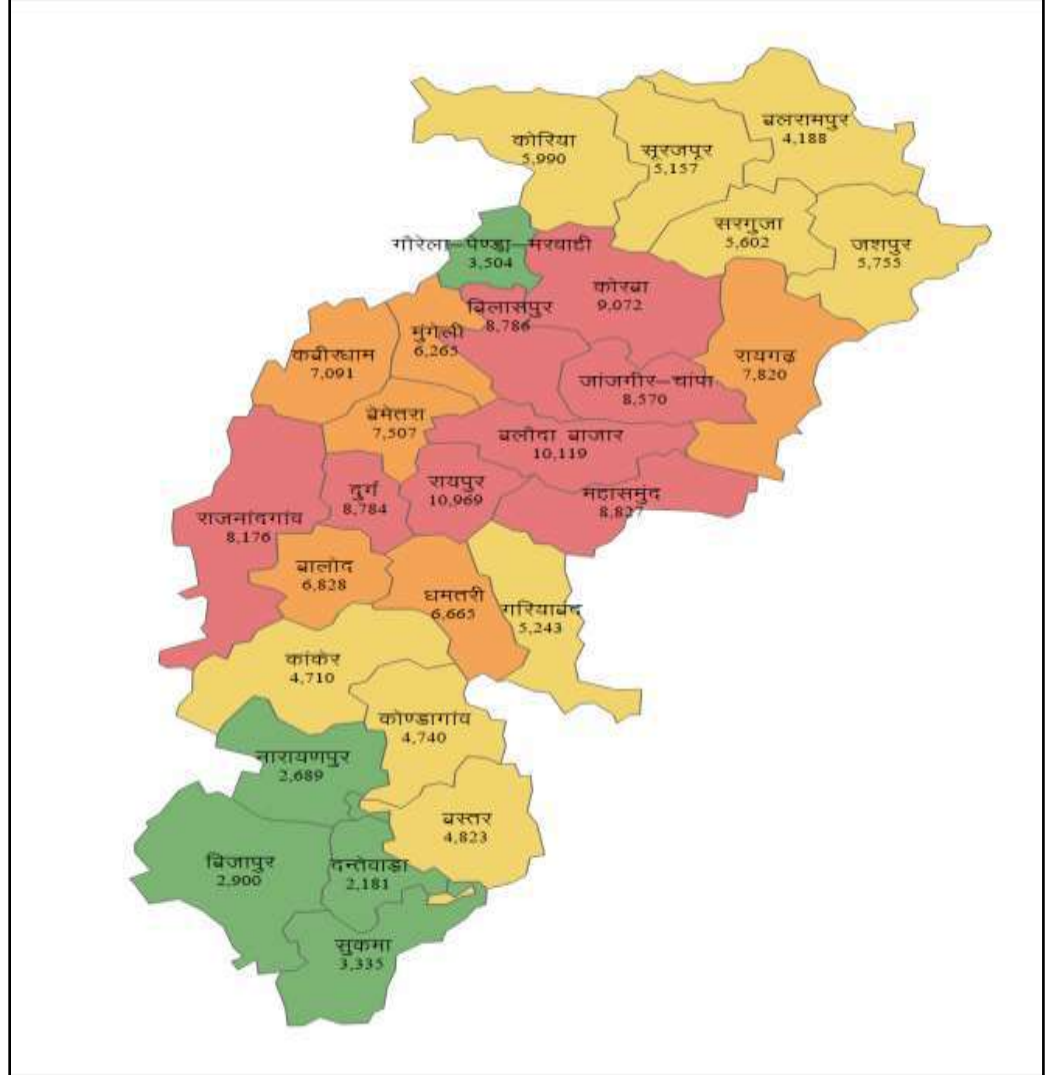 बलरामपुर
4,188
कोरिया
5,990
सूरजपूर
5,157
सरगुजा
5,602
जशपुर
5,755
गौरेला–पेण्ड्रा–मरवाही
3,504
कोरबा
9,072
बिलासपुर
8,786
मुंगेली
6,265
कबीरधाम
7,091
रायगढ़
7,820
जांजगीर–चांपा
8,570
बेमेतरा
7,507
बलौदा बाजार
10,119
दुर्ग
8,784
रायपुर
10,969
महासमुंद
8,827
राजनांदगांव
8,176
बालोद
6,828
धमतरी
6,665
गरियाबंद
5,243
कांकेर
4,710
कोण्डागांव
4,740
नारायणपुर
2,689
बस्तर
4,823
बिजापुर
2,900
दन्तेवाड़ा
2,181
सुकमा
3,335